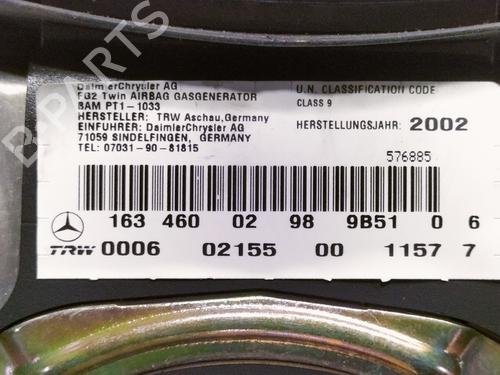 B-PARTS
DaimlerChrysler AG
FG2 Twin AIRBAG GASGENERATOR
BAM PT1-1033
HERSTELLER: TRW Aschau,Germany
EINFUHRER: DaimlerChrysler AG
71059 SINDELFINGEN, GERMANY
TEL: 07031-90-81815
U.N. CLASSIFICATION CODE
CLASS 9
HERSTELLUNGSJAHR: 2002
576885
163 460 02 98 9B51 0 6
TRW 0006 02155 00 1157 7